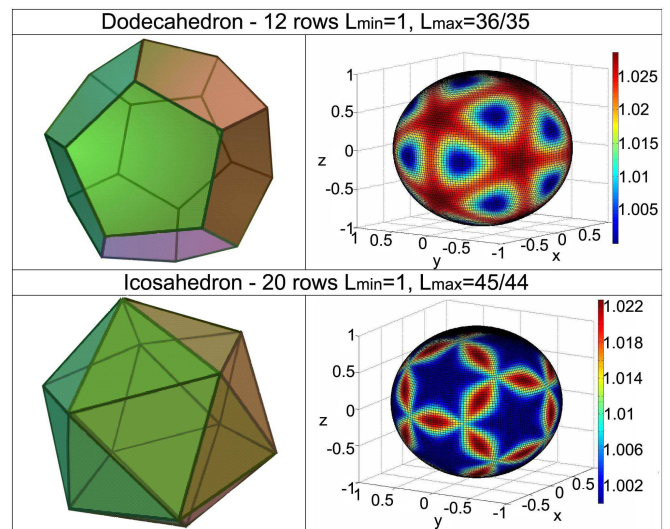 Dodecahedron - 12 rows Lmin=1, Lmax=36/35
1
0.5
0
-0.5
-1
z
1 0.5 0 -0.5 -1
y
-0.5 0 0.5
x
1.025
1.02
1.015
1.01
1.005
Icosahedron - 20 rows Lmin=1, Lmax=45/44
1
0.5
0
-0.5
-1
z
1 0.5 0 -0.5 -1
y
-0.5 0 0.5
x
1.022
1.018
1.014
1.01
1.006
1.002